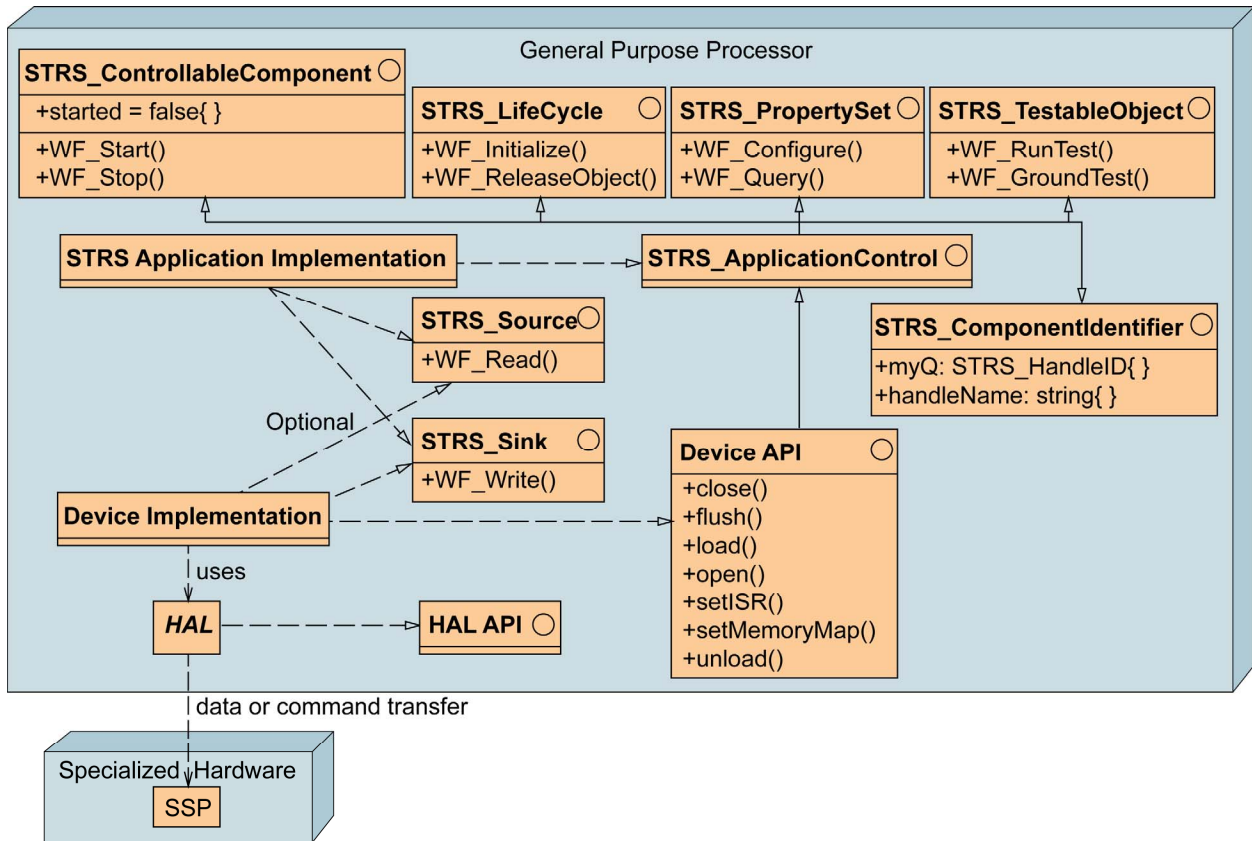 General Purpose Processor
STRS_ControllableComponent
+started = false{ }
+WF_Start()
+WF_Stop()
STRS_LifeCycle
+WF_Initialize()
+WF_ReleaseObject()
STRS_PropertySet
+WF_Configure()
+WF_Query()
STRS_TestableObject
+WF_RunTest()
+WF_GroundTest()
STRS Application Implementation
STRS_ApplicationControl
STRS_Source
+WF_Read()
STRS_ComponentIdentifier
+myQ: STRS_HandleID{ }
+handleName: string{ }
Optional
STRS_Sink
+WF_Write()
Device API
+close()
+flush()
+load()
+open()
+setISR()
+setMemoryMap()
+unload()
Device Implementation
uses
HAL
HAL API
data or command transfer
Specialized Hardware
SSP